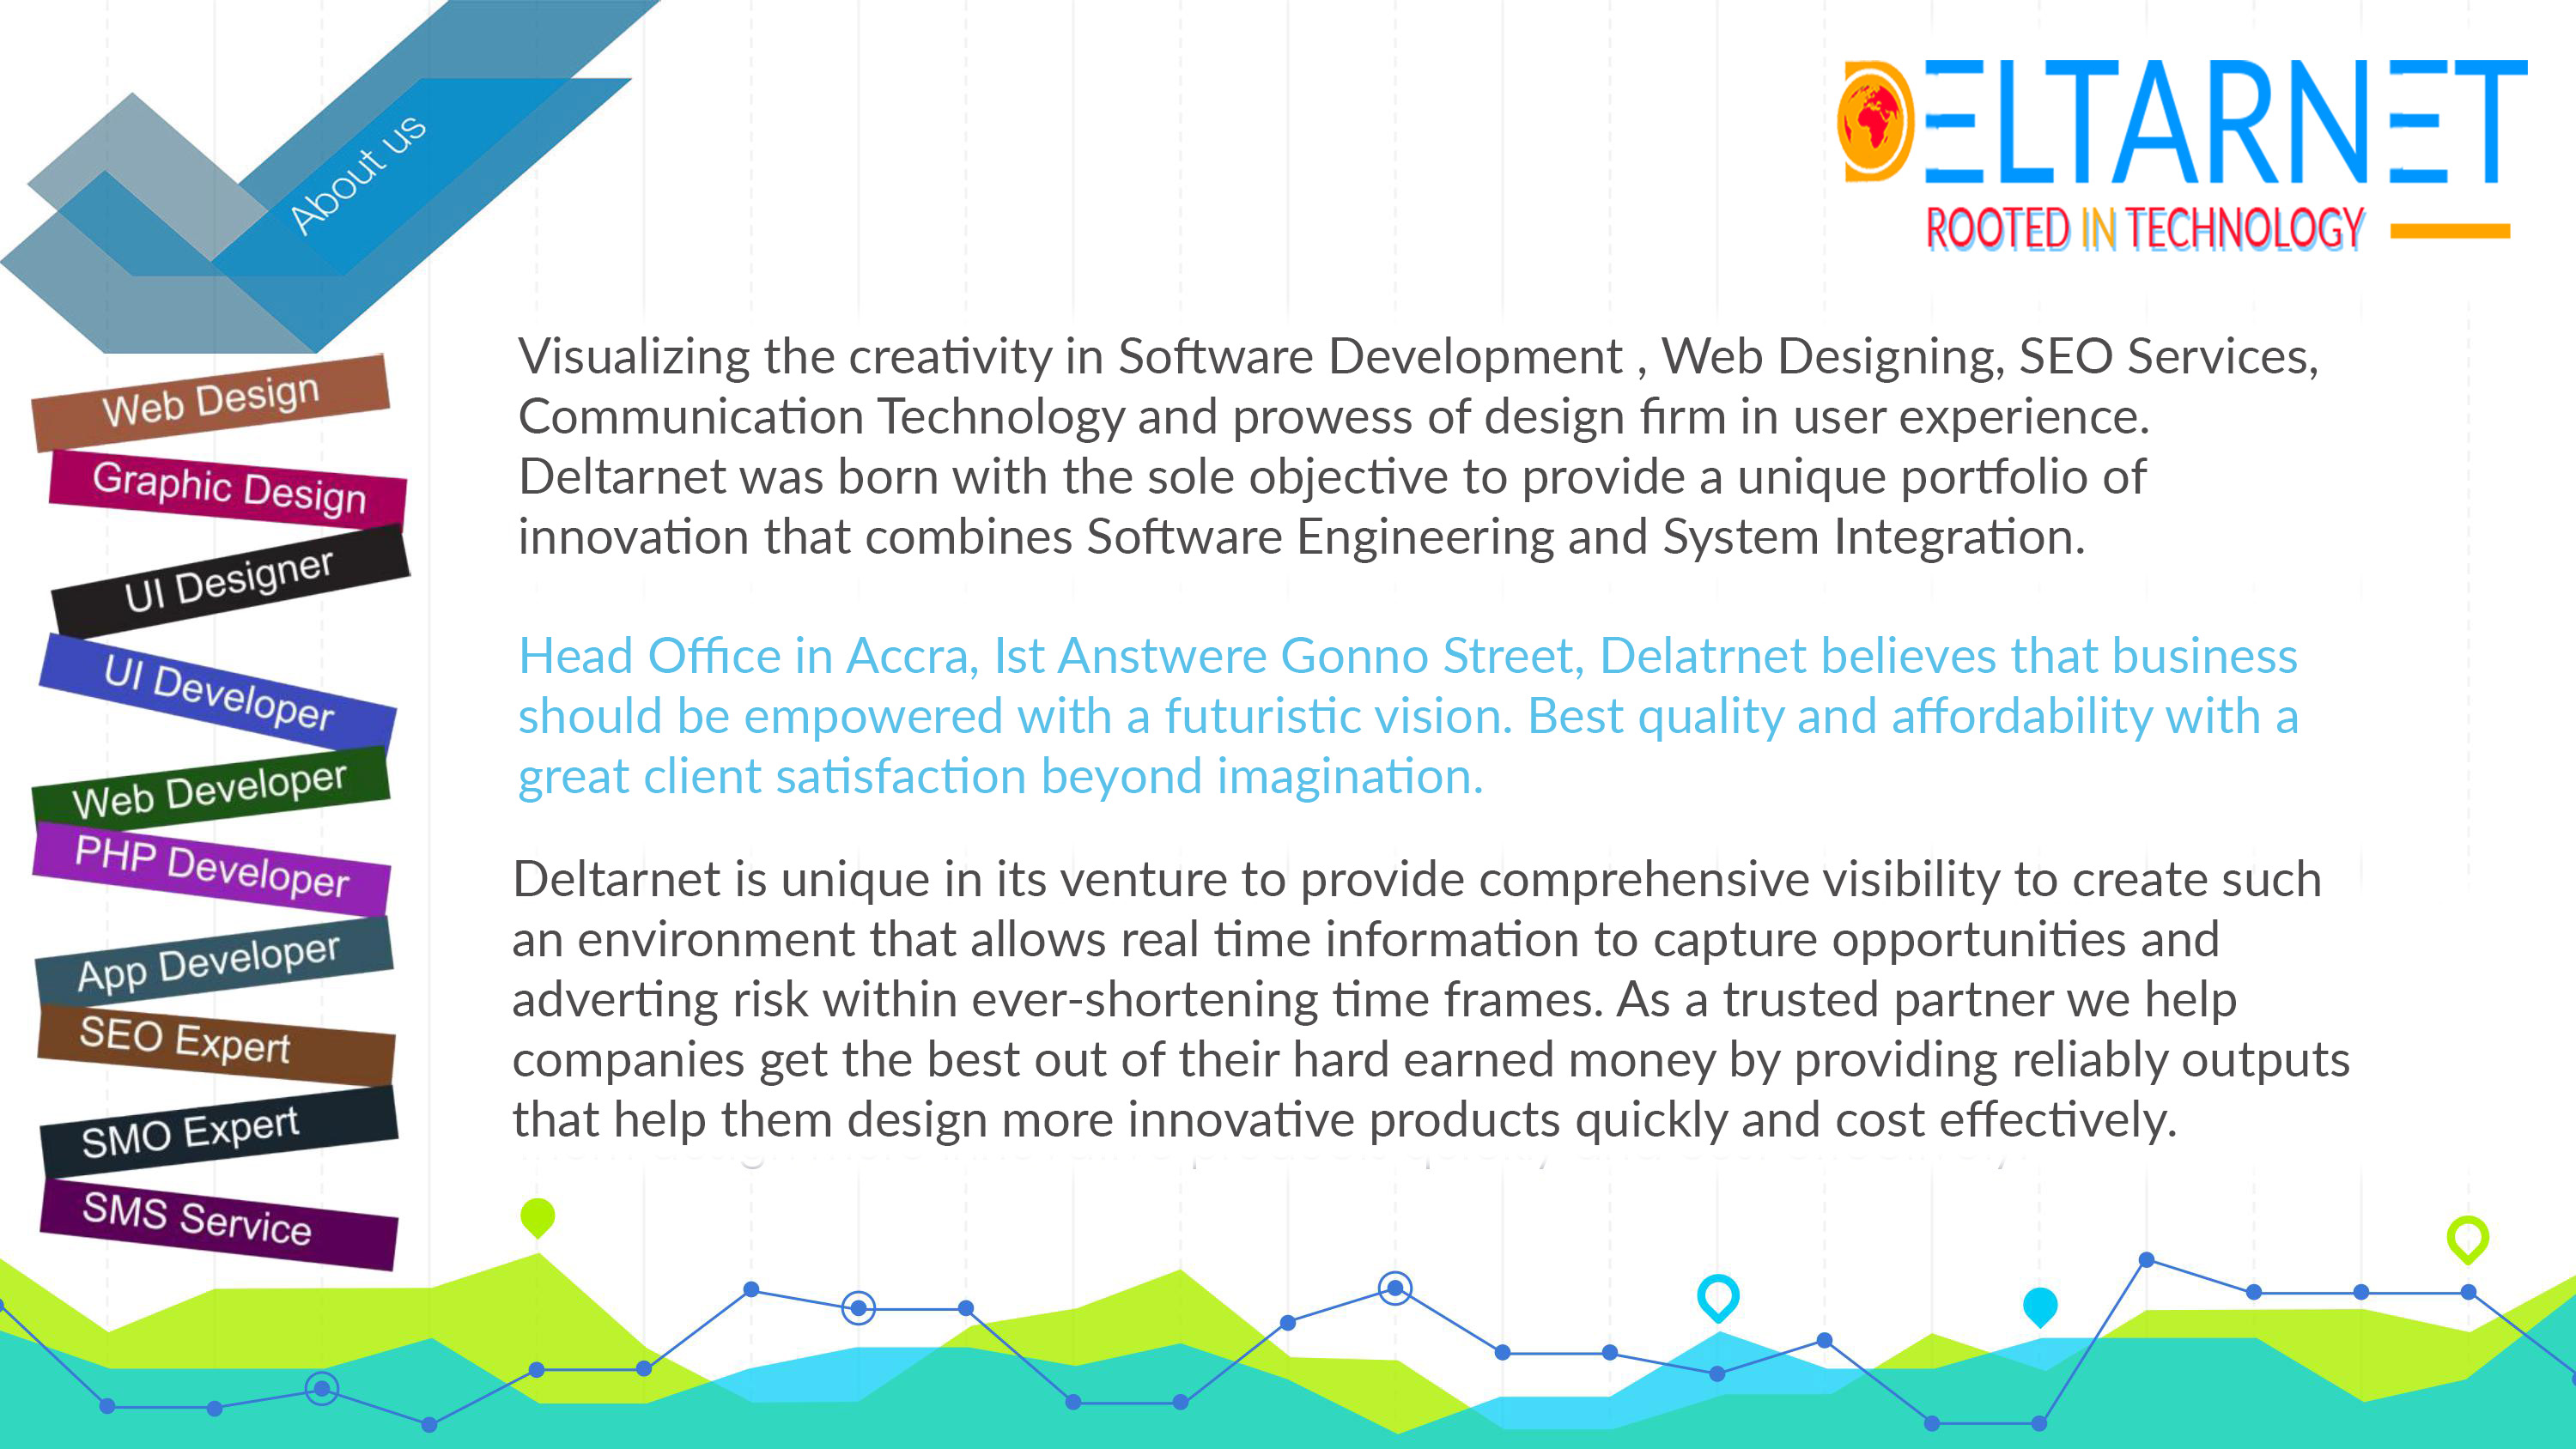 About us
DELTARNET
ROOTED IN TECHNOLOGY
Web Design
Graphic Design
UI Designer
UI Developer
Web Developer
PHP Developer
App Developer
SEO Expert
SMO Expert
SMS Service
Visualizing the creativity in Software Development , Web Designing, SEO Services,
Communication Technology and prowess of design firm in user experience.
Deltarnet was born with the sole objective to provide a unique portfolio of
innovation that combines Software Engineering and System Integration.
Head Office in Accra, Ist Anstwere Gonno Street, Delatrnet believes that business
should be empowered with a futuristic vision. Best quality and affordability with a
great client satisfaction beyond imagination.
Deltarnet is unique in its venture to provide comprehensive visibility to create such
an environment that allows real time information to capture opportunities and
adverting risk within ever-shortening time frames. As a trusted partner we help
companies get the best out of their hard earned money by providing reliably outputs
that help them design more innovative products quickly and cost effectively.